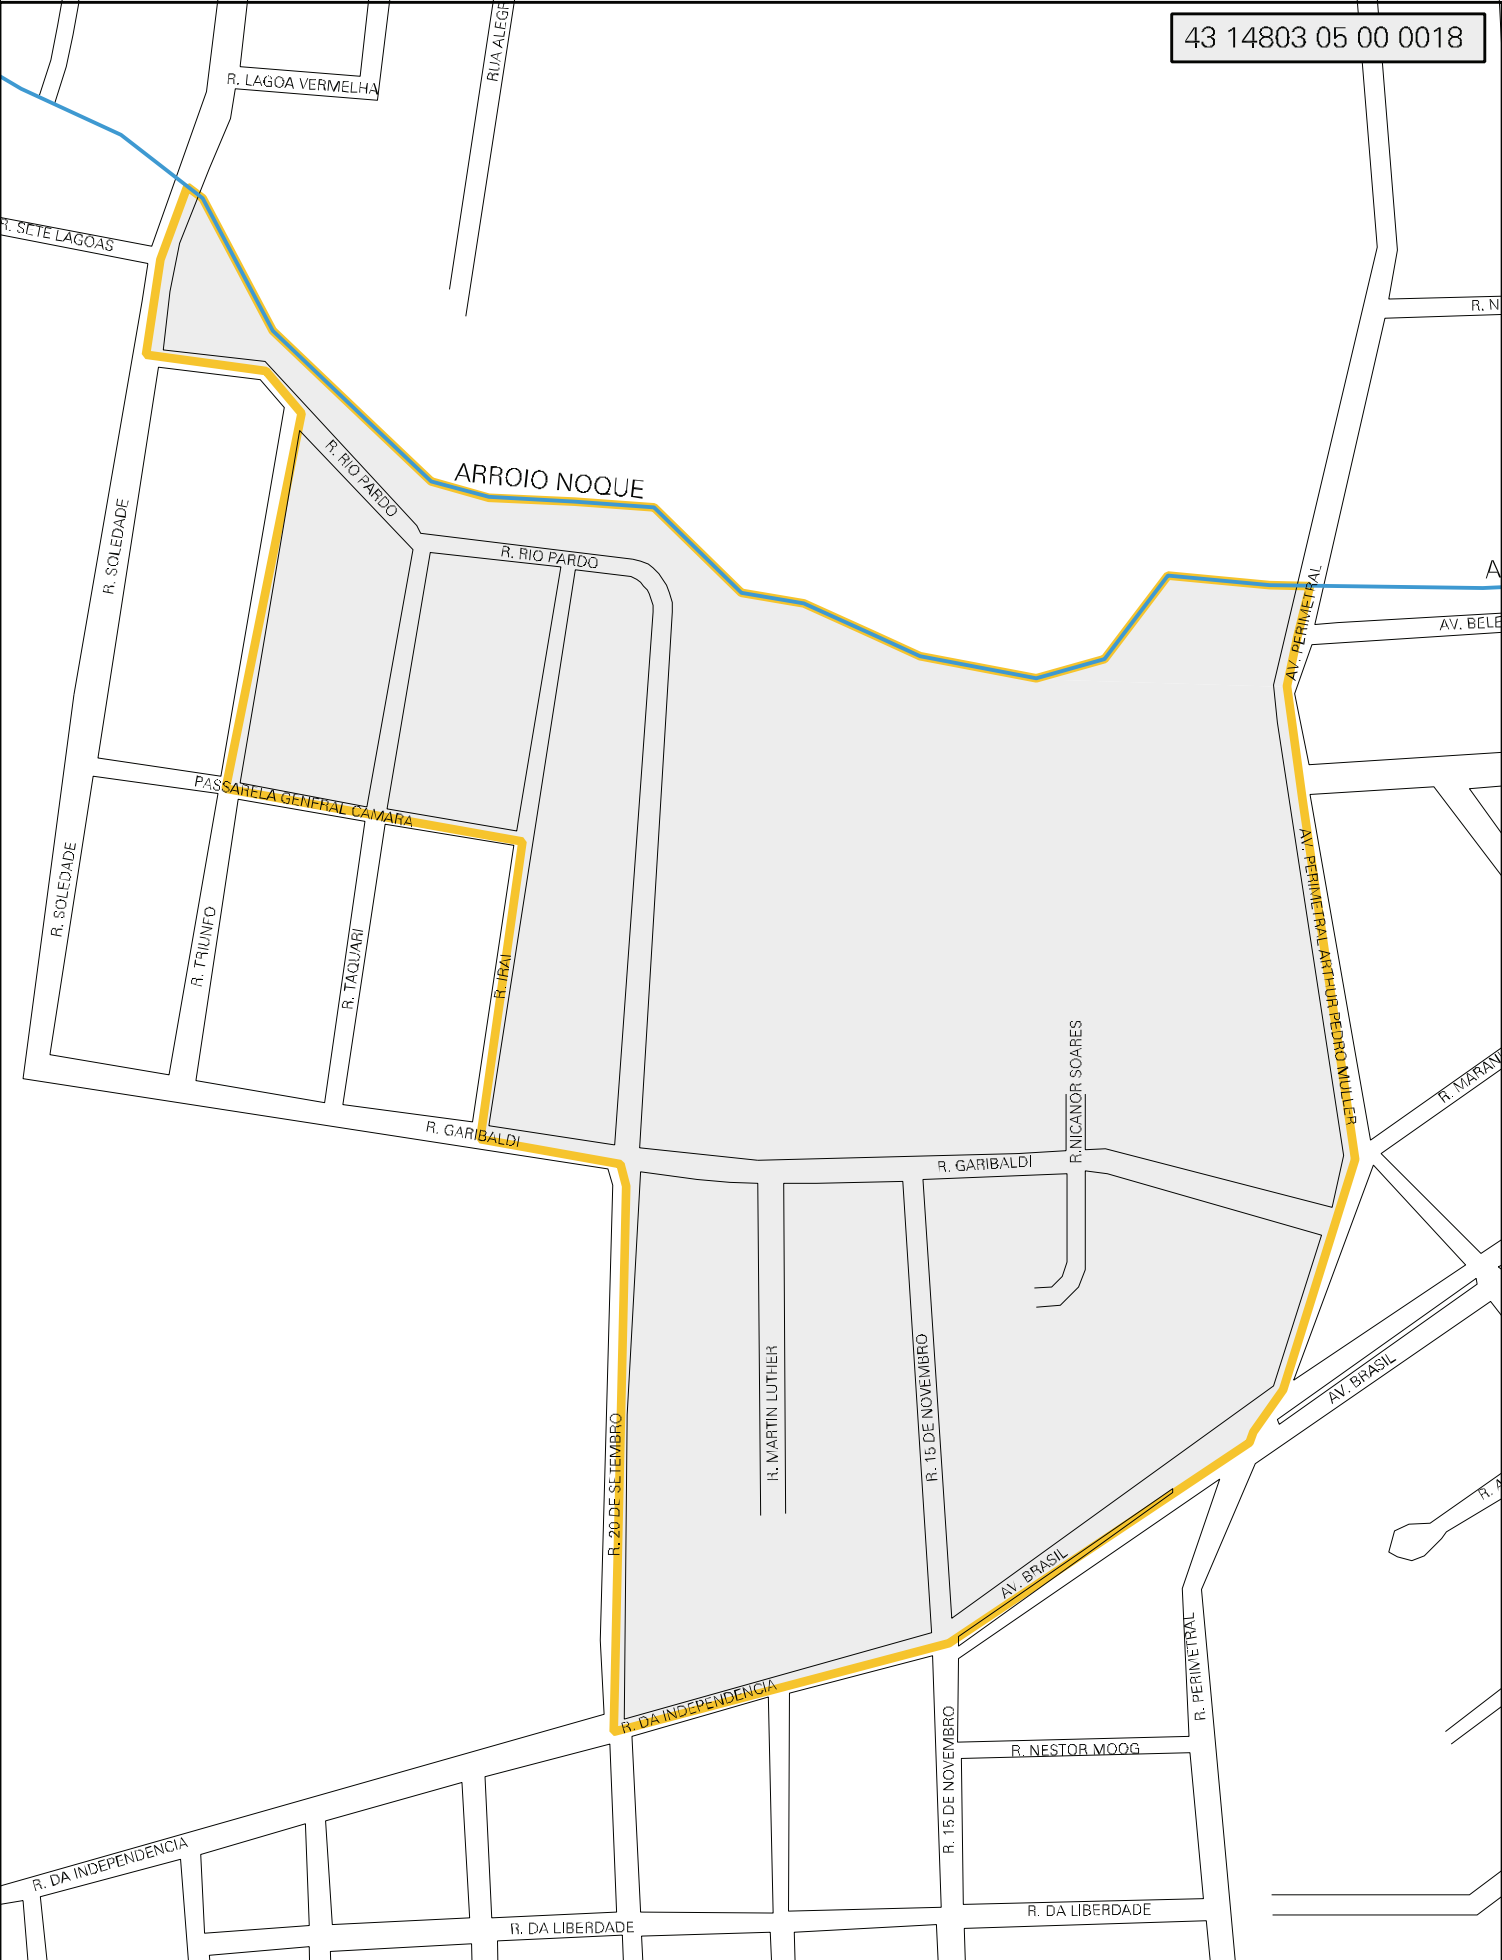 43 14803 05 00 0018
R. LAGOA VERMELHA
RUA ALEGR
R. SETE LAGOAS
R. N
ARROIO NOQUE
R. RIO PARDO
R. RIO PARDO
R. SOLEDADE
A
AV. PERIMETRAL
AV. BELE
PASSARELA GENERAL CAMARA
R. SOLEDADE
R. TRIUNFO
R. TAQUARI
R. IRAI
AV. PERIMETRAL ARTHUR PEDRO MULLER
R. MARAN
R.NICANOR SOARES
R. GARIBALDI
R. GARIBALDI
R. MARTIN LUTHER
R. 15 DE NOVEMBRO
AV. BRASIL
R. 20 DE SETEMBRO
R. A
AV. BRASIL
R. PERIMETRAL
R. DA INDEPENDENCIA
R. 15 DE NOVEMBRO
R. NESTOR MOOG
R. DA INDEPENDENCIA
R. DA LIBERDADE
R. DA LIBERDADE